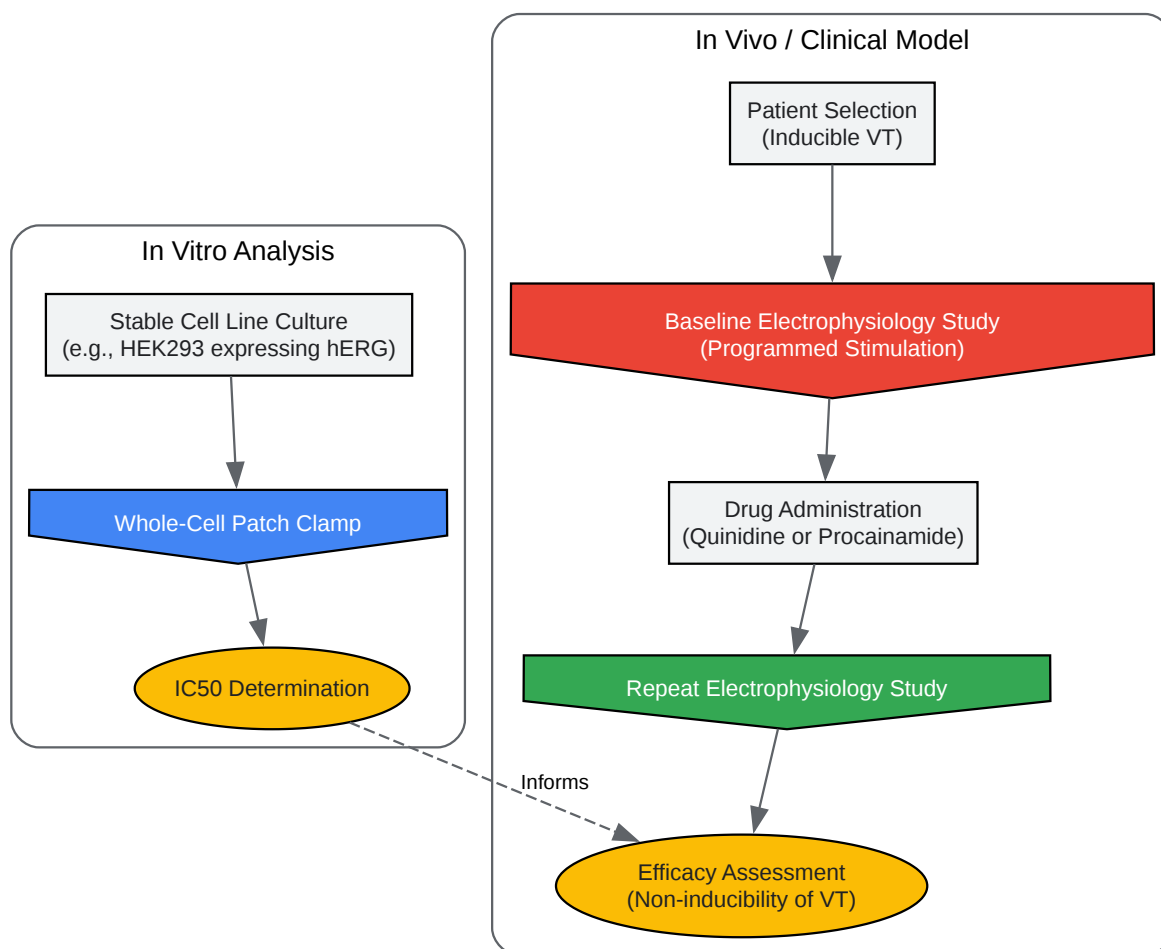 In Vitro Analysis
Stable Cell Line Culture
(e.g., HEK293 expressing hERG)
Whole-Cell Patch Clamp
IC50 Determination
Informs
In Vivo / Clinical Model
Patient Selection
(Inducible VT)
Baseline Electrophysiology Study
(Programmed Stimulation)
Drug Administration
(Quinidine or Procainamide)
Repeat Electrophysiology Study
Efficacy Assessment
(Non-inducibility of VT)